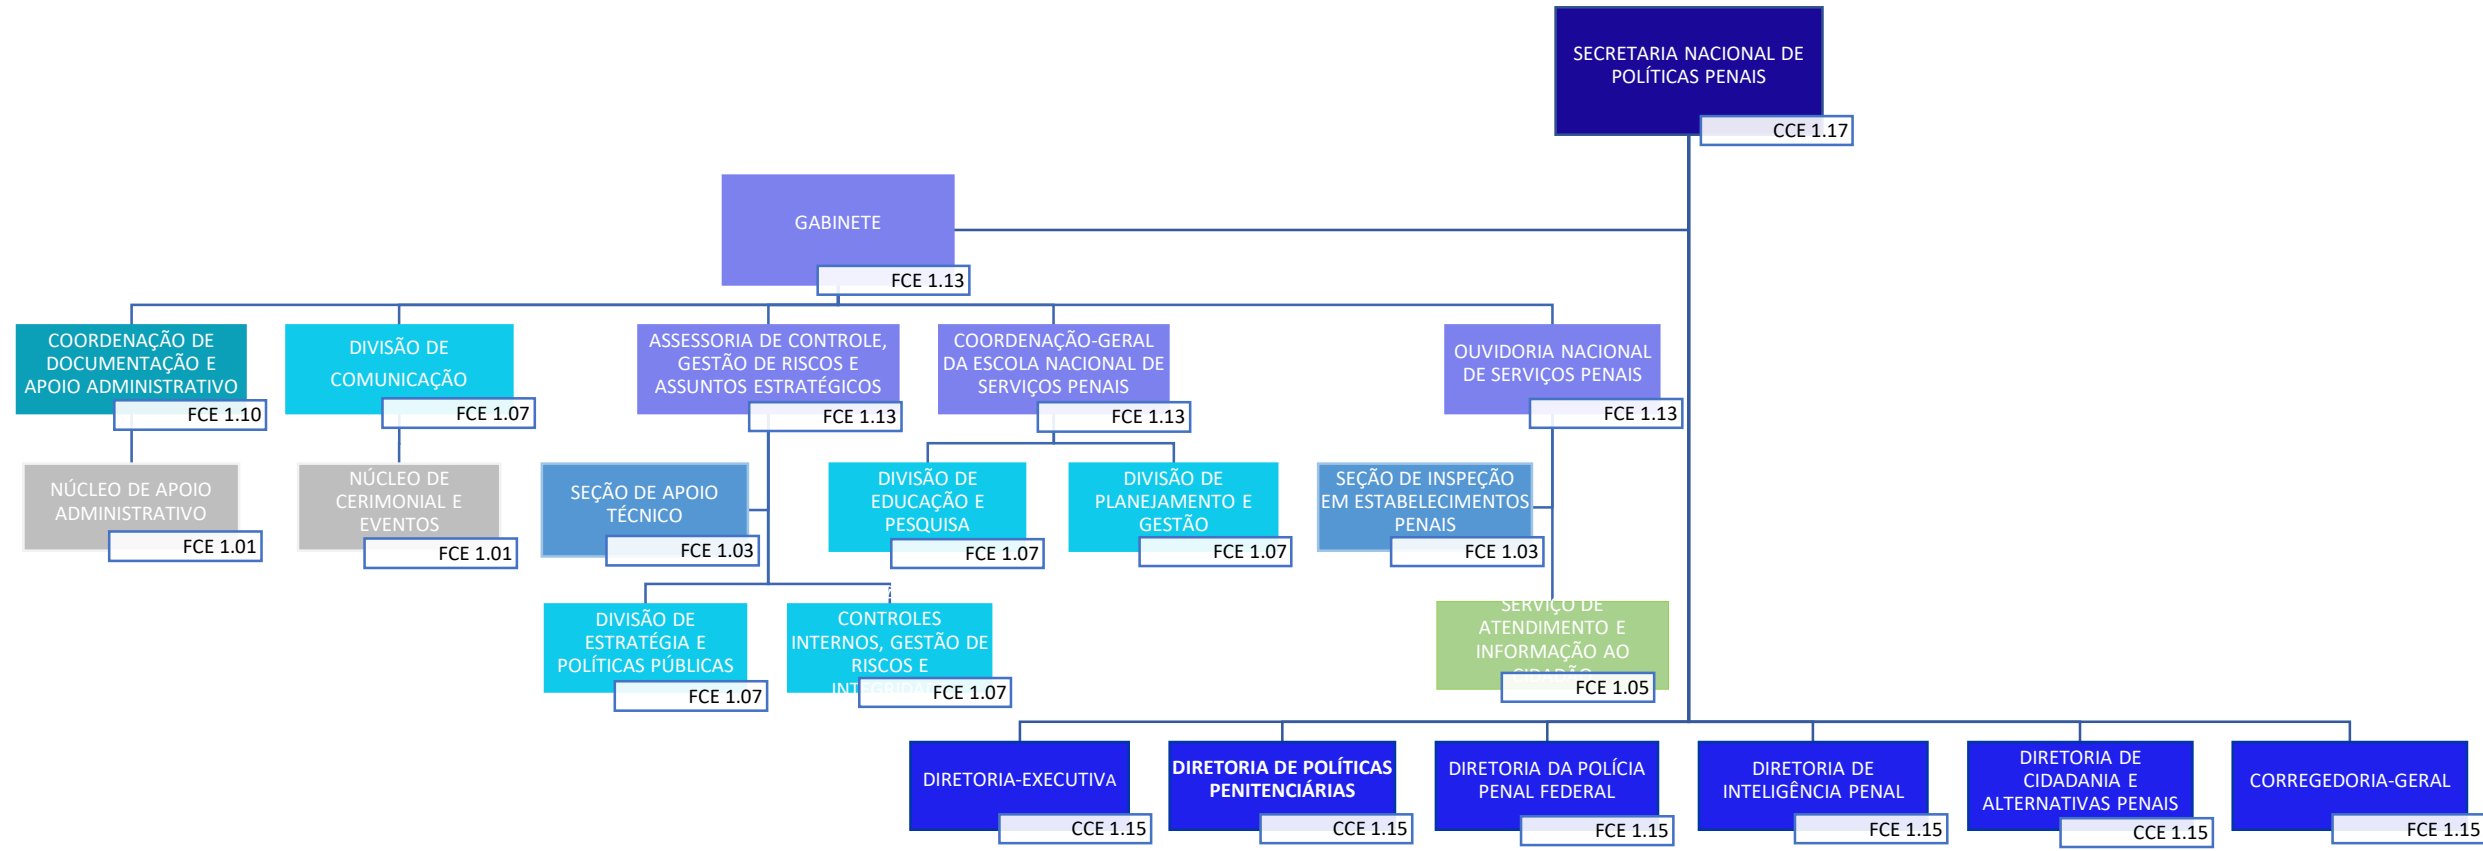 SECRETARIA NACIONAL DE
POLÍTICAS PENAIS
CCE 1.17
GABINETE
FCE 1.13
COORDENAÇÃO DE
DOCUMENTAÇÃO E
APOIO ADMINISTRATIVO
FCE 1.10
DIVISÃO DE
COMUNICAÇÃO
FCE 1.07
ASSESSORIA DE CONTROLE,
GESTÃO DE RISCOS E
ASSUNTOS ESTRATÉGICOS
FCE 1.13
COORDENAÇÃO-GERAL
DA ESCOLA NACIONAL DE
SERVIÇOS PENAIS
FCE 1.13
OUVIDORIA NACIONAL
DE SERVIÇOS PENAIS
FCE 1.13
NÚCLEO DE APOIO
ADMINISTRATIVO
FCE 1.01
NÚCLEO DE
CERIMONIAL E
EVENTOS
FCE 1.01
SEÇÃO DE APOIO
TÉCNICO
FCE 1.03
DIVISÃO DE
EDUCAÇÃO E
PESQUISA
FCE 1.07
DIVISÃO DE
PLANEJAMENTO E
GESTÃO
FCE 1.07
SEÇÃO DE INSPEÇÃO
EM ESTABELECIMENTOS
PENAIS
FCE 1.03
DIVISÃO DE
ESTRATÉGIA E
POLÍTICAS PÚBLICAS
FCE 1.07
CONTROLES
INTERNOS, GESTÃO DE
RISCOS E
FCE 1.07
SERVIÇO DE
ATENDIMENTO E
INFORMAÇÃO AO
CIDADÃO
FCE 1.05
DIRETORIA-EXECUTIVA
CCE 1.15
DIRETORIA DE POLÍTICAS
PENITENCIÁRIAS
CCE 1.15
DIRETORIA DA POLÍCIA
PENAL FEDERAL
FCE 1.15
DIRETORIA DE
INTELIGÊNCIA PENAL
FCE 1.15
DIRETORIA DE
CIDADANIA E
ALTERNATIVAS PENAIS
CCE 1.15
CORREGEDORIA-GERAL
FCE 1.15